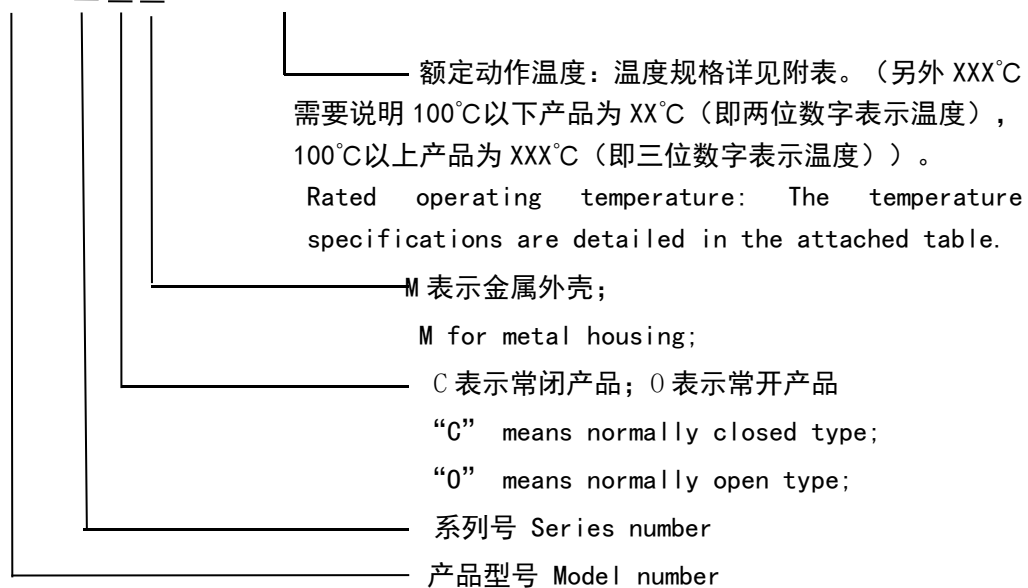 额定动作温度：温度规格详见附表。（另外 XXX℃
需要说明 100℃以下产品为 XX℃（即两位数字表示温度），
100℃以上产品为 XXX℃（即三位数字表示温度））。
Rated operating temperature: The temperature
specifications are detailed in the attached table.
M 表示金属外壳；
M for metal housing;
C 表示常闭产品；O 表示常开产品
“C” means normally closed type;
“O” means normally open type;
系列号 Series number
产品型号 Model number